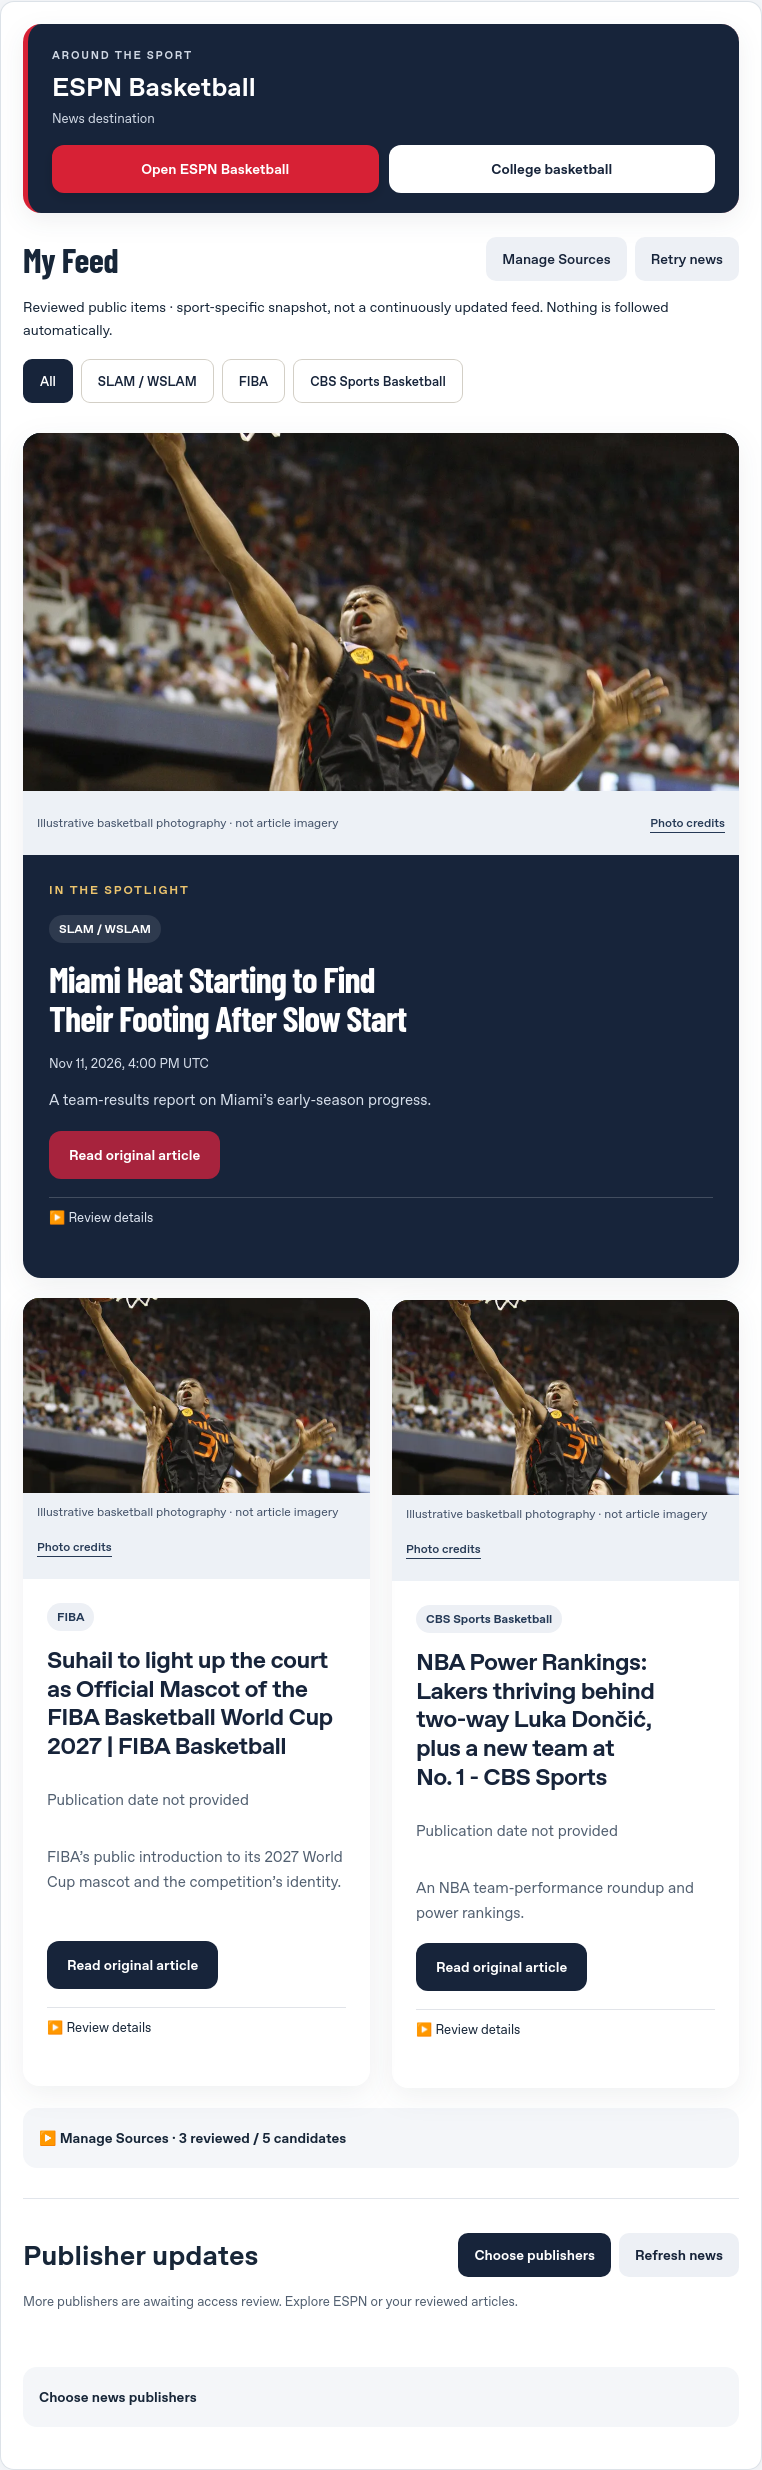 AROUND THE SPORT
ESPN Basketball
News destination
Open ESPN Basketball
College basketball
My Feed
Manage Sources
Retry news
Reviewed public items · sport-specific snapshot, not a continuously updated feed. Nothing is followed
automatically.
All
SLAM / WSLAM
FIBA
CBS Sports Basketball
MIAMI
31
Illustrative basketball photography · not article imagery
Photo credits
IN THE SPOTLIGHT
SLAM / WSLAM
Miami Heat Starting to Find
Their Footing After Slow Start
Nov 11, 2026, 4:00 PM UTC
A team-results report on Miami’s early-season progress.
Read original article
Review details
31
Illustrative basketball photography · not article imagery
Photo credits
FIBA
Suhail to light up the court
as Official Mascot of the
FIBA Basketball World Cup
2027 | FIBA Basketball
Publication date not provided
FIBA’s public introduction to its 2027 World
Cup mascot and the competition’s identity.
Read original article
Review details
31
Illustrative basketball photography · not article imagery
Photo credits
CBS Sports Basketball
NBA Power Rankings:
Lakers thriving behind
two-way Luka Dončić,
plus a new team at
No. 1 - CBS Sports
Publication date not provided
An NBA team-performance roundup and
power rankings.
Read original article
Review details
Manage Sources · 3 reviewed / 5 candidates
Publisher updates
Choose publishers
Refresh news
More publishers are awaiting access review. Explore ESPN or your reviewed articles.
Choose news publishers